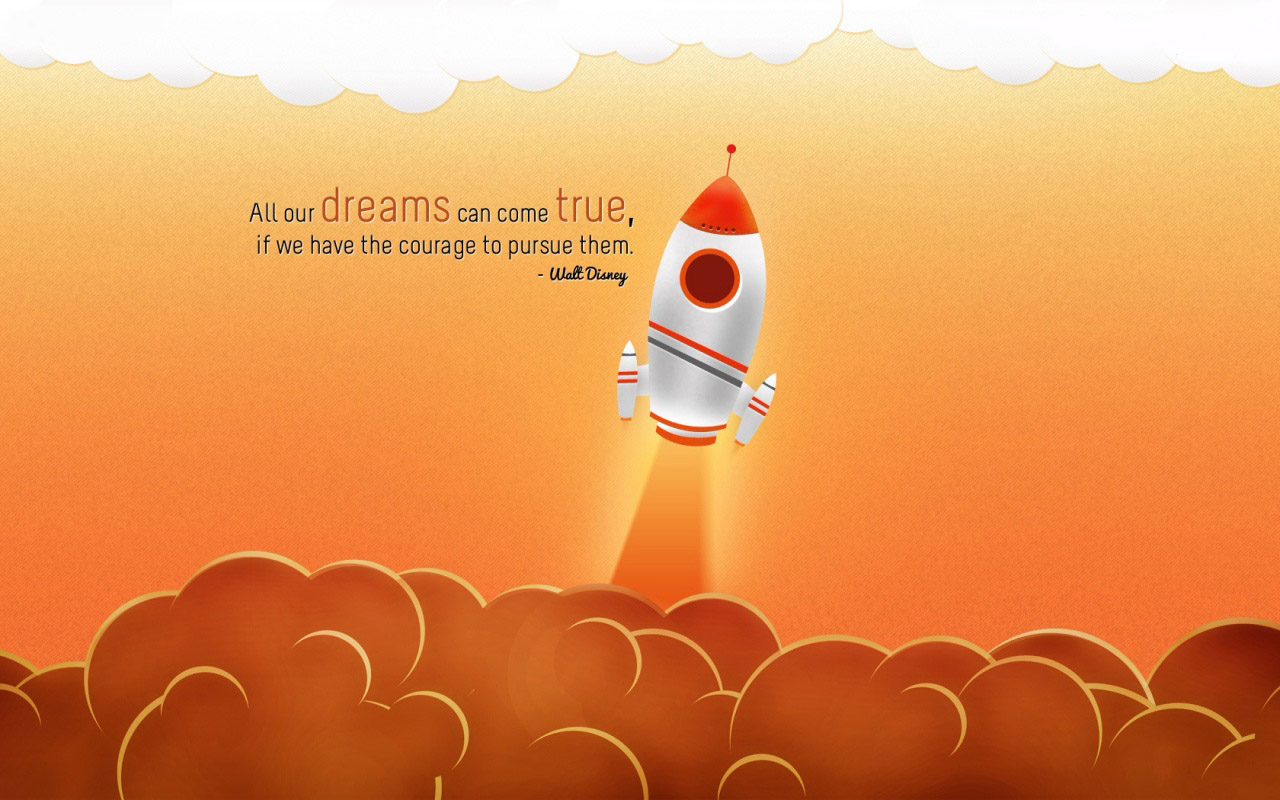 All our dreams can come true,
if we have the courage to pursue them.
- Walt Disney